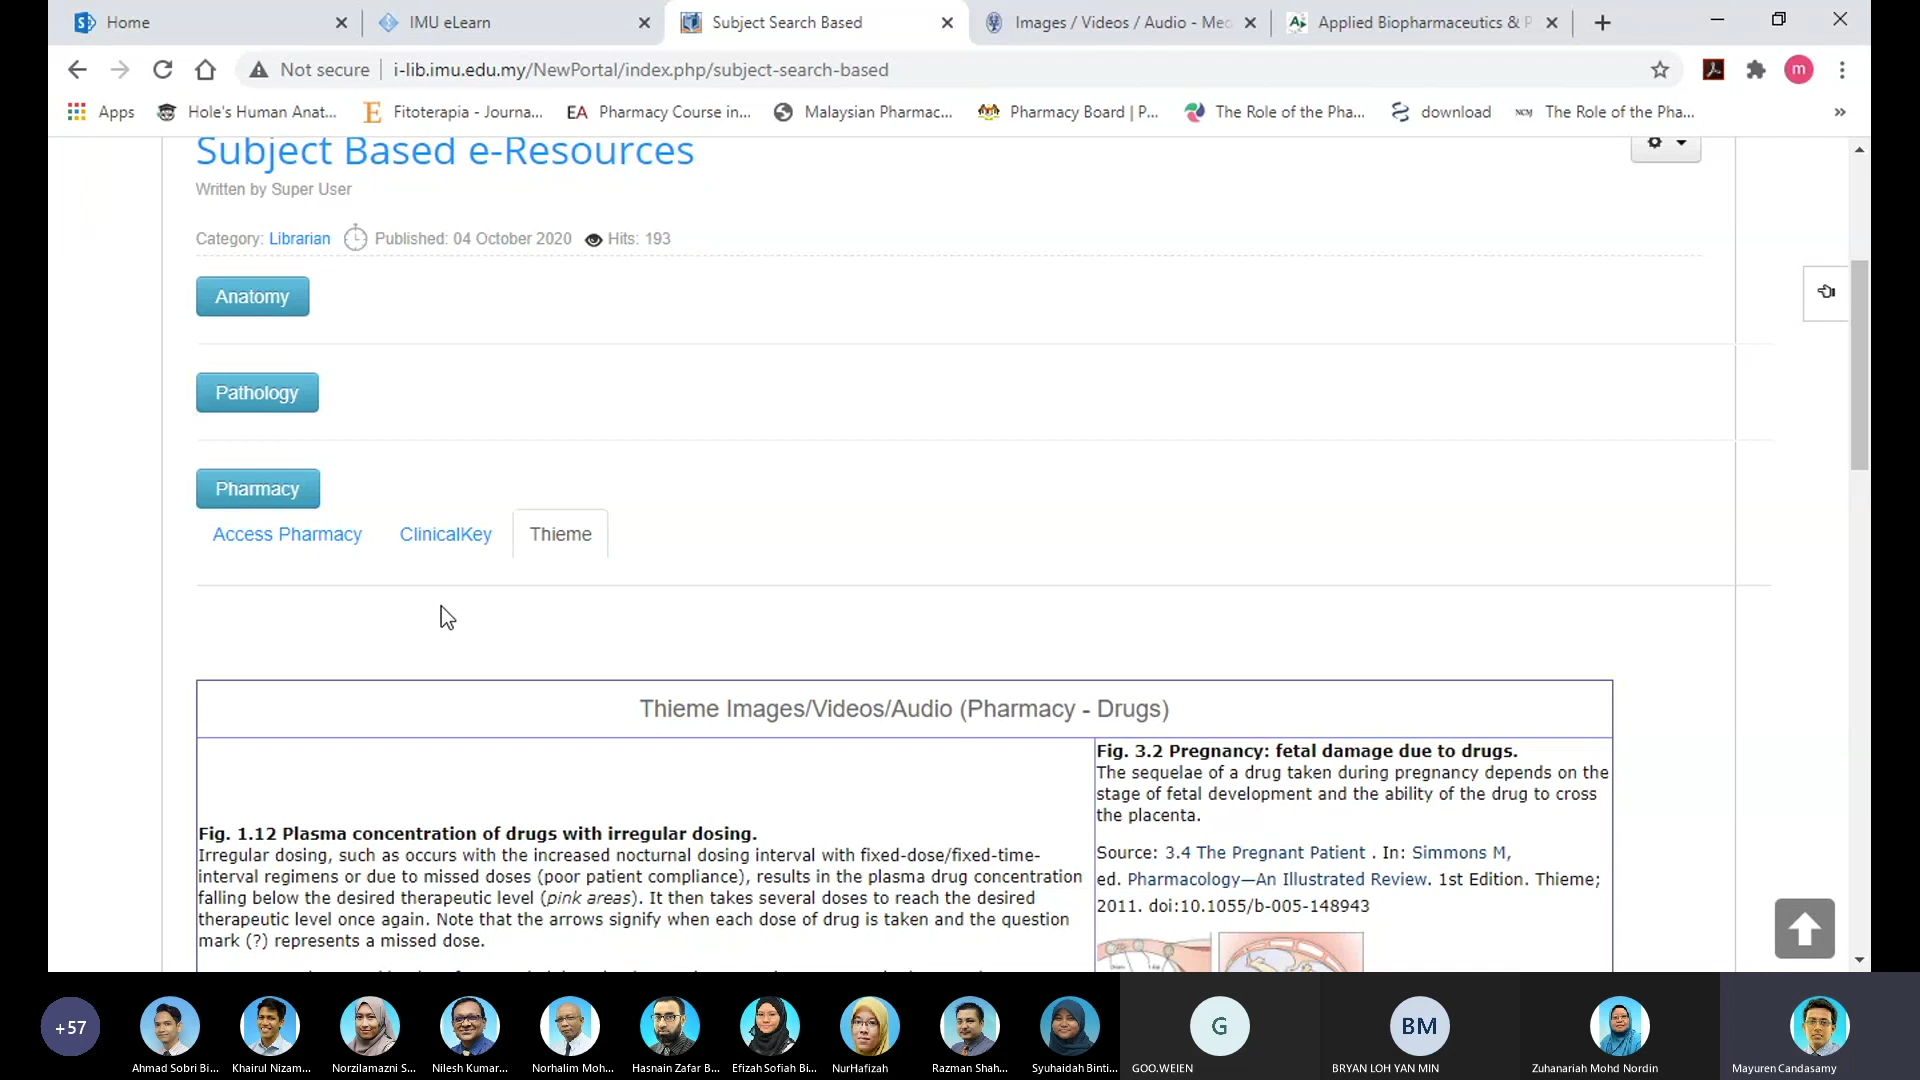 Home
IMU eLearn
Subject Search Based
Images / Videos / Audio - Mec
Applied Biopharmaceutics & P
Not secure
i-lib.imu.edu.my/NewPortal/index.php/subject-search-based
m
Apps
Hole's Human Anat...
Fitoterapia - Journa...
EA Pharmacy Course in...
Malaysian Pharmac...
Pharmacy Board | P...
The Role of the Pha...
download
NCBI The Role of the Pha...
Subject Based e-Resources
Written by Super User
Category: Librarian Published: 04 October 2020 Hits: 193
Anatomy
Pathology
Pharmacy
Access Pharmacy ClinicalKey Thieme
Thieme Images/Videos/Audio (Pharmacy - Drugs)
Fig. 1.12 Plasma concentration of drugs with irregular dosing.
Irregular dosing, such as occurs with the increased nocturnal dosing interval with fixed-dose/fixed-time-
interval regimens or due to missed doses (poor patient compliance), results in the plasma drug concentration
falling below the desired therapeutic level (pink areas). It then takes several doses to reach the desired
therapeutic level once again. Note that the arrows signify when each dose of drug is taken and the question
mark (?) represents a missed dose.
Fig. 3.2 Pregnancy: fetal damage due to drugs.
The sequelae of a drug taken during pregnancy depends on the
stage of fetal development and the ability of the drug to cross
the placenta.
Source: 3.4 The Pregnant Patient . In: Simmons M,
ed. Pharmacology—An Illustrated Review. 1st Edition. Thieme;
2011. doi:10.1055/b-005-148943
+57
G
BM
Ahmad Sobri Bi...
Khairul Nizam...
Norzilamazni S...
Nilesh Kumar...
Norhalim Moh...
Hasnain Zafar B...
Efizah Sofiah Bi...
NurHafizah
Razman Shah...
Syuhaidah Binti...
GOO.WEIEN
BRYAN LOH YAN MIN
Zuhanariah Mohd Nordin
Mayuren Candasamy